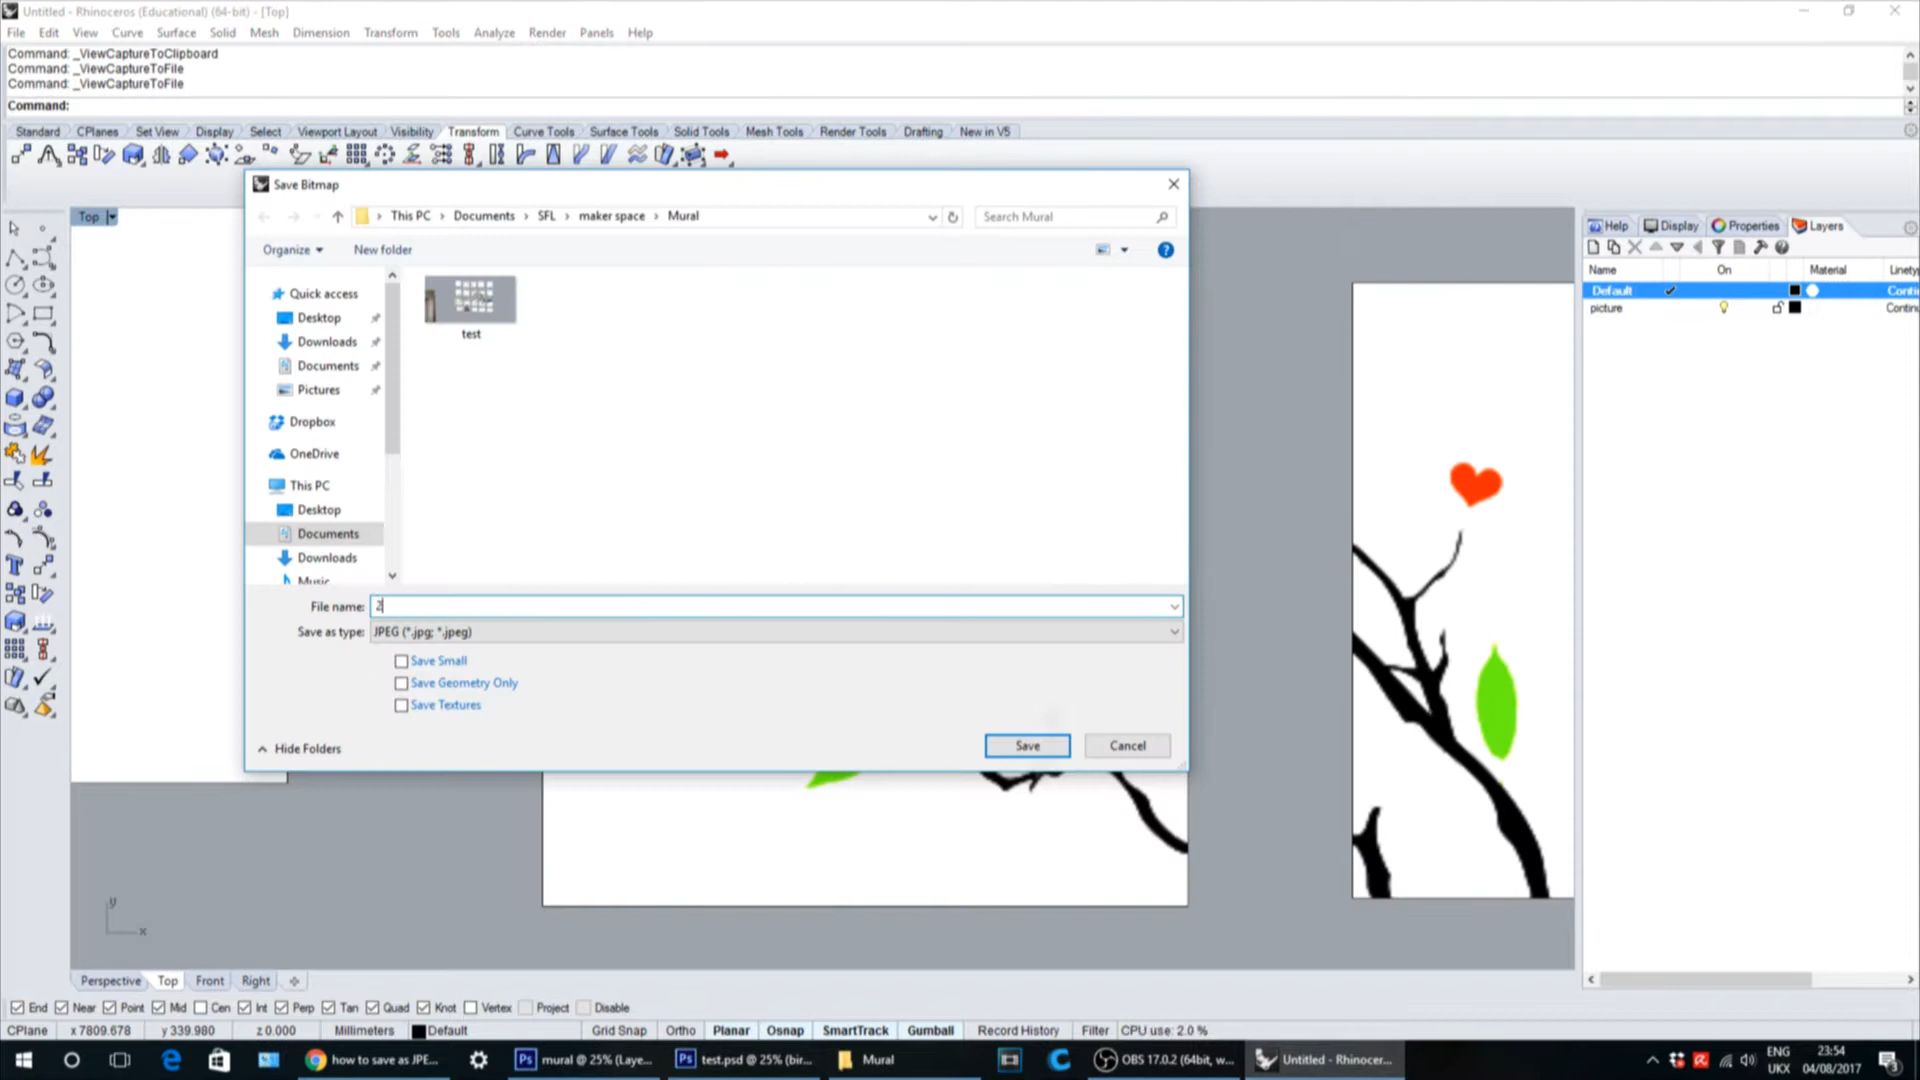 Untitled - Rhinoceros (Educational) (64-bit) - [Top]
File Edit View Curve Surface Solid Mesh Dimension Transform Tools Analyze Render Panels Help
Command: _ViewCaptureToClipboard
Command: _ViewCaptureToFile
Command: _ViewCaptureToFile
Command:
Standard CPlanes Set View Display Select Viewport Layout Visibility Transform Curve Tools Surface Tools Solid Tools Mesh Tools Render Tools Drafting New in V5
Save Bitmap
Top
This PC > Documents > SFL > maker space > Mural
Search Mural
Help Display Properties Layers
Organize
New folder
Name On Material Linety
Default Conti
picture Continu
Quick access
Desktop
Downloads
Documents
Pictures
Dropbox
OneDrive
This PC
Desktop
Documents
Downloads
Music
test
File name: 2
Save as type: JPEG (*.jpg; *.jpeg)
Save Small
Save Geometry Only
Save Textures
Hide Folders
Save
Cancel
y
x
Perspective Top Front Right
End Near Point Mid Cen Int Perp Tan Quad Knot Vertex Project Disable
CPlane x 7809.678 y 339.980 z 0.000 Millimeters Default Grid Snap Ortho Planar Osnap SmartTrack Gumball Record History Filter CPU use: 2.0 %
how to save as JPE... mural @ 25% (Laye... test.psd @ 25% (bir... Mural OBS 17.0.2 (64bit, w... Untitled - Rhinocer...
ENG
UKX
23:54
04/08/2017
3